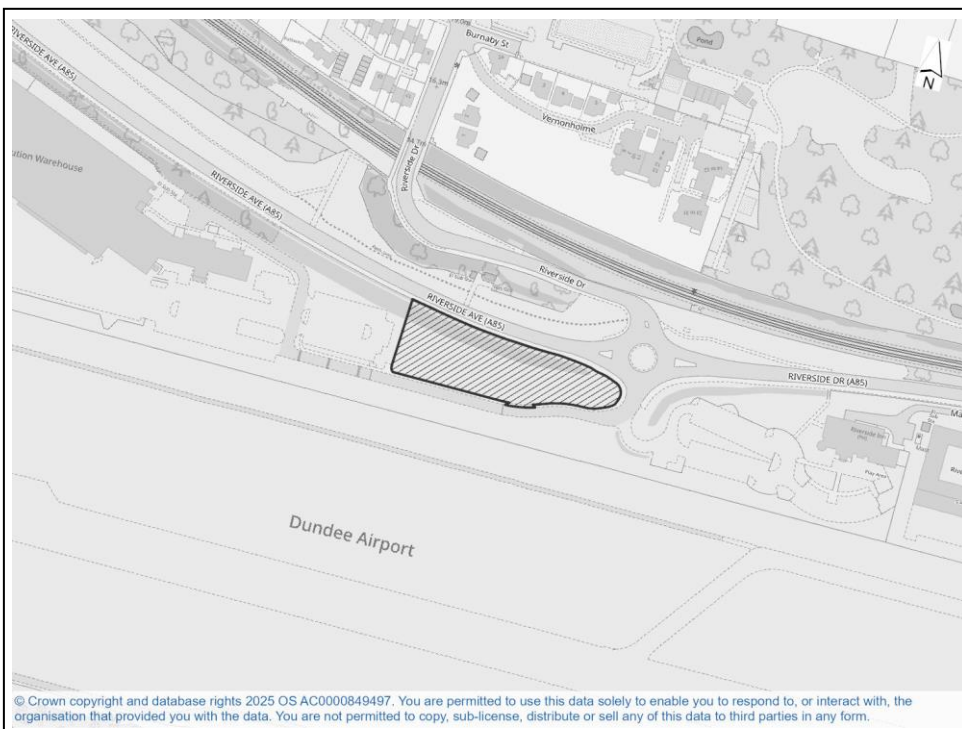 Burnaby St
Pond
N
RIVERSIDE AVE (A85)
Vernonholme
ution Warehouse
RIVERSIDE AVE (A85)
Riverside Dr
Riverside Dr
RIVERSIDE AVE (A85)
RIVERSIDE DR (A85)
Riverside Inn
(PH)
Play Area
Dundee Airport
© Crown copyright and database rights 2025 OS AC0000849497. You are permitted to use this data solely to enable you to respond to, or interact with, the
organisation that provided you with the data. You are not permitted to copy, sub-license, distribute or sell any of this data to third parties in any form.